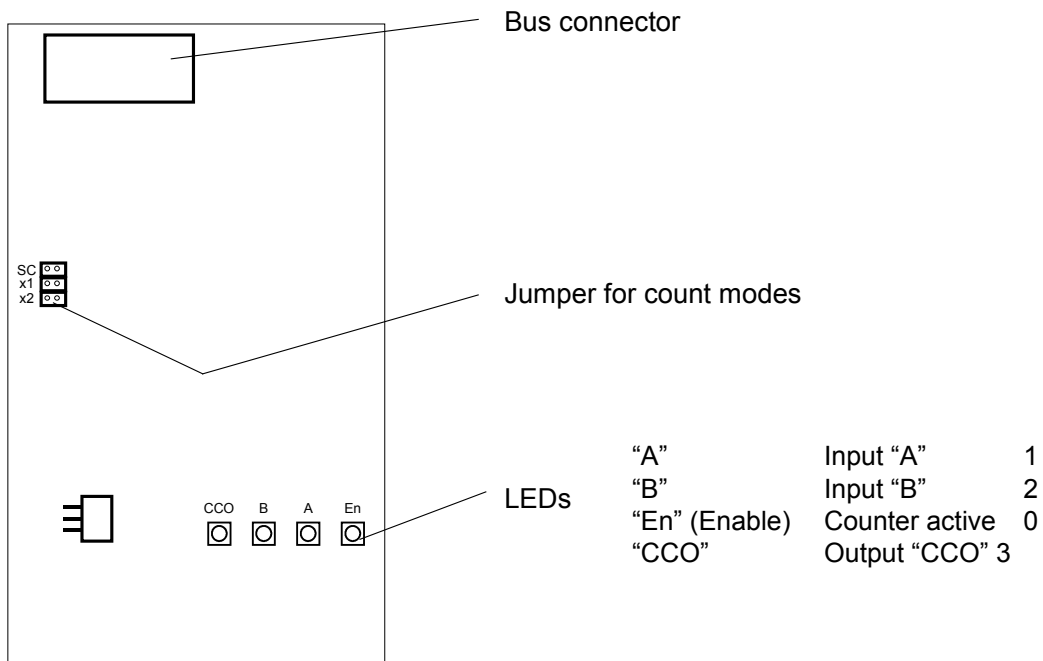 Bus connector
SC
x1
x2
Jumper for count modes
“A” Input “A” 1
“B” Input “B” 2
“En” (Enable) Counter active 0
“CCO” Output “CCO” 3
LEDs
CCO B A En